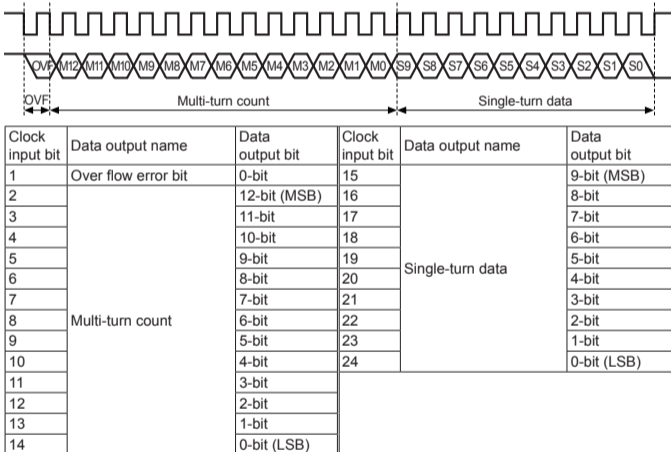 OVF M12 M11 M10 M9 M8 M7 M6 M5 M4 M3 M2 M1 M0 S9 S8 S7 S6 S5 S4 S3 S2 S1 S0
OVF Multi-turn count Single-turn data
Clock input bit Data output name Data output bit Clock input bit Data output name Data output bit
1 Over flow error bit 0-bit 15 9-bit (MSB)
2 12-bit (MSB) 16 8-bit
3 11-bit 17 7-bit
4 10-bit 18 6-bit
5 9-bit 19 5-bit
Single-turn data
6 8-bit 20 4-bit
7 7-bit 21 3-bit
8 Multi-turn count 6-bit 22 2-bit
9 5-bit 23 1-bit
10 4-bit 24 0-bit (LSB)
11 3-bit
12 2-bit
13 1-bit
14 0-bit (LSB)